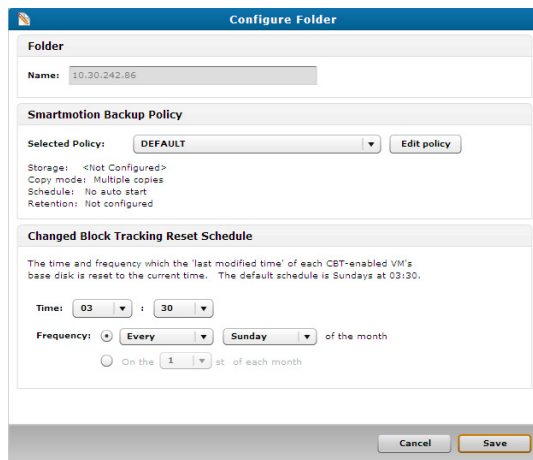 Configure Folder
Folder
Name: 10.30.242.86
Smartmotion Backup Policy
Selected Policy: DEFAULT Edit policy
Storage: <Not Configured>
Copy mode: Multiple copies
Schedule: No auto start
Retention: Not configured
Changed Block Tracking Reset Schedule
The time and frequency which the 'last modified time' of each CBT-enabled VM's
base disk is reset to the current time. The default schedule is Sundays at 03:30.
Time: 03 : 30
Frequency: Every Sunday of the month
On the 1 st of each month
Cancel Save